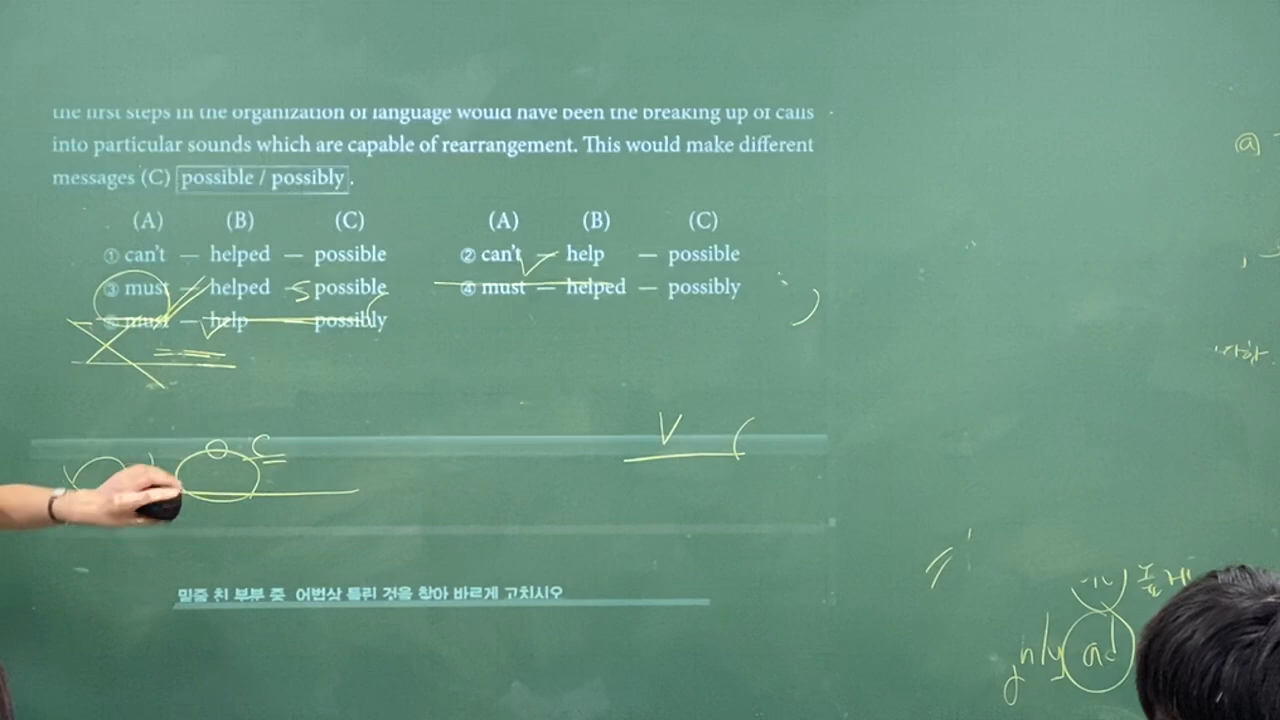 the first steps in the organization of language would have been the breaking up of calls
into particular sounds which are capable of rearrangement. This would make different
messages (C) possible / possibly .
(A) (B) (C)
① can't — helped — possible
③ must — helped — possible
⑤ must — help — possibly
(A) (B) (C)
② can't — help — possible
④ must — helped — possibly
S
O C
V
밑줄 친 부분 중 어법상 틀린 것을 찾아 바르게 고치시오
ⓐ
ad